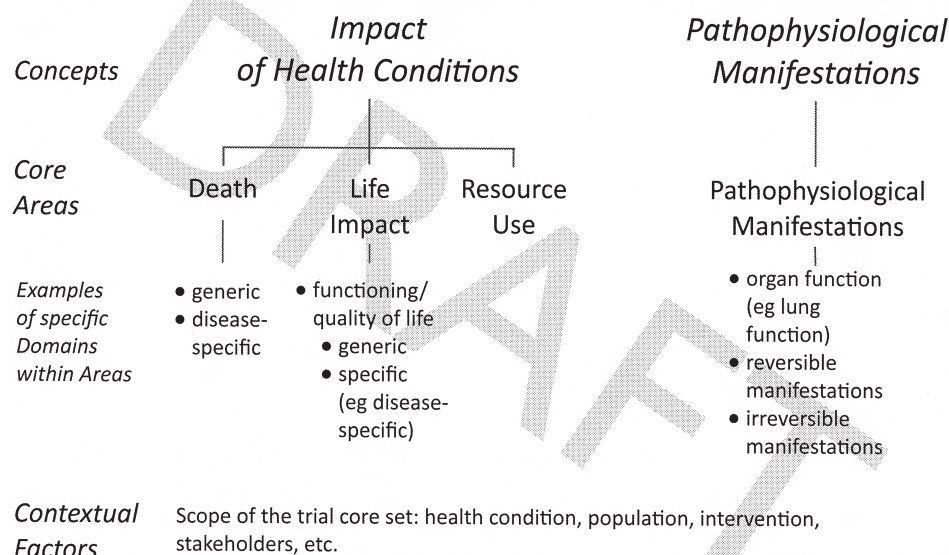 Impact
of Health Conditions
Pathophysiological
Manifestations
Concepts
Core
Areas
Death
Life
Impact
Resource
Use
Pathophysiological
Manifestations
Examples
of specific
Domains
within Areas
• generic
• disease-
specific
• functioning/
quality of life
• generic
• specific
(eg disease-
specific)
• organ function
(eg lung
function)
• reversible
manifestations
• irreversible
manifestations
Contextual
Factors
Scope of the trial core set: health condition, population, intervention,
stakeholders, etc.
DRAFT